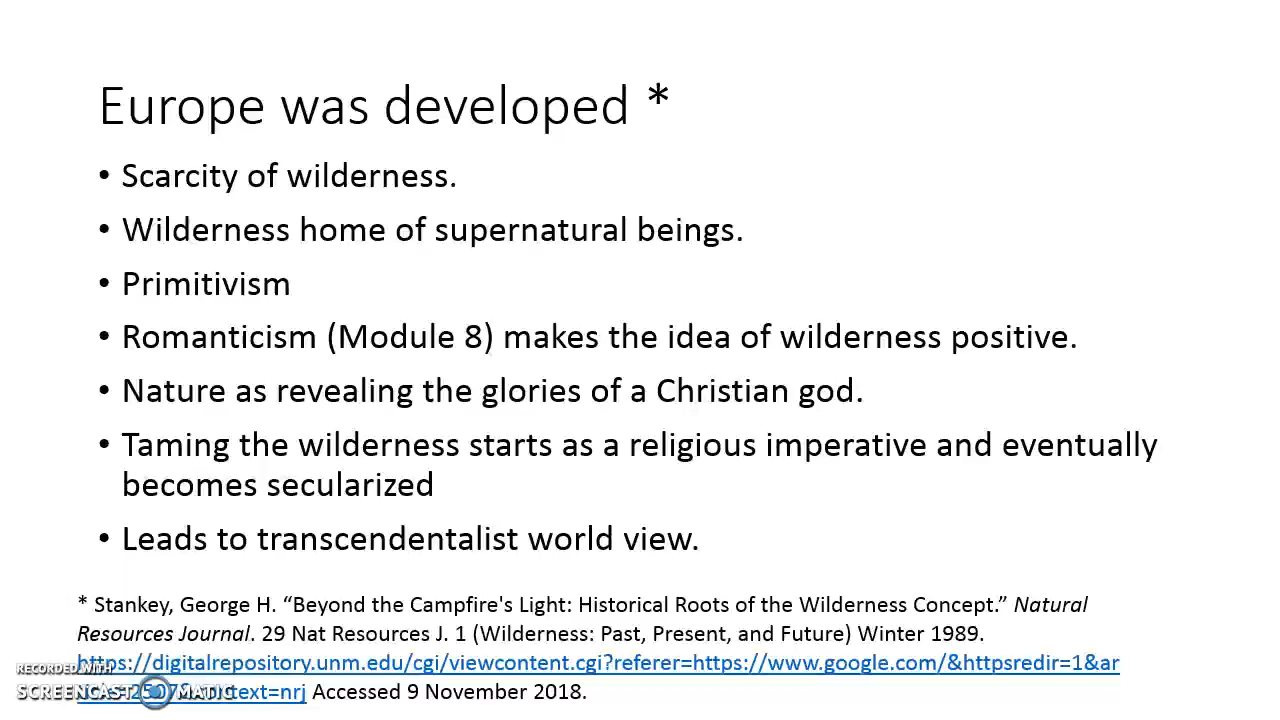 Europe was developed *
• Scarcity of wilderness.
• Wilderness home of supernatural beings.
• Primitivism
• Romanticism (Module 8) makes the idea of wilderness positive.
• Nature as revealing the glories of a Christian god.
• Taming the wilderness starts as a religious imperative and eventually
becomes secularized
• Leads to transcendentalist world view.
* Stankey, George H. “Beyond the Campfire's Light: Historical Roots of the Wilderness Concept.” Natural
Resources Journal. 29 Nat Resources J. 1 (Wilderness: Past, Present, and Future) Winter 1989.
https://digitalrepository.unm.edu/cgi/viewcontent.cgi?referer=https://www.google.com/&httpsredir=1&ar
text=nrj Accessed 9 November 2018.
RECORDED WITH
SCREENCAST MATIC